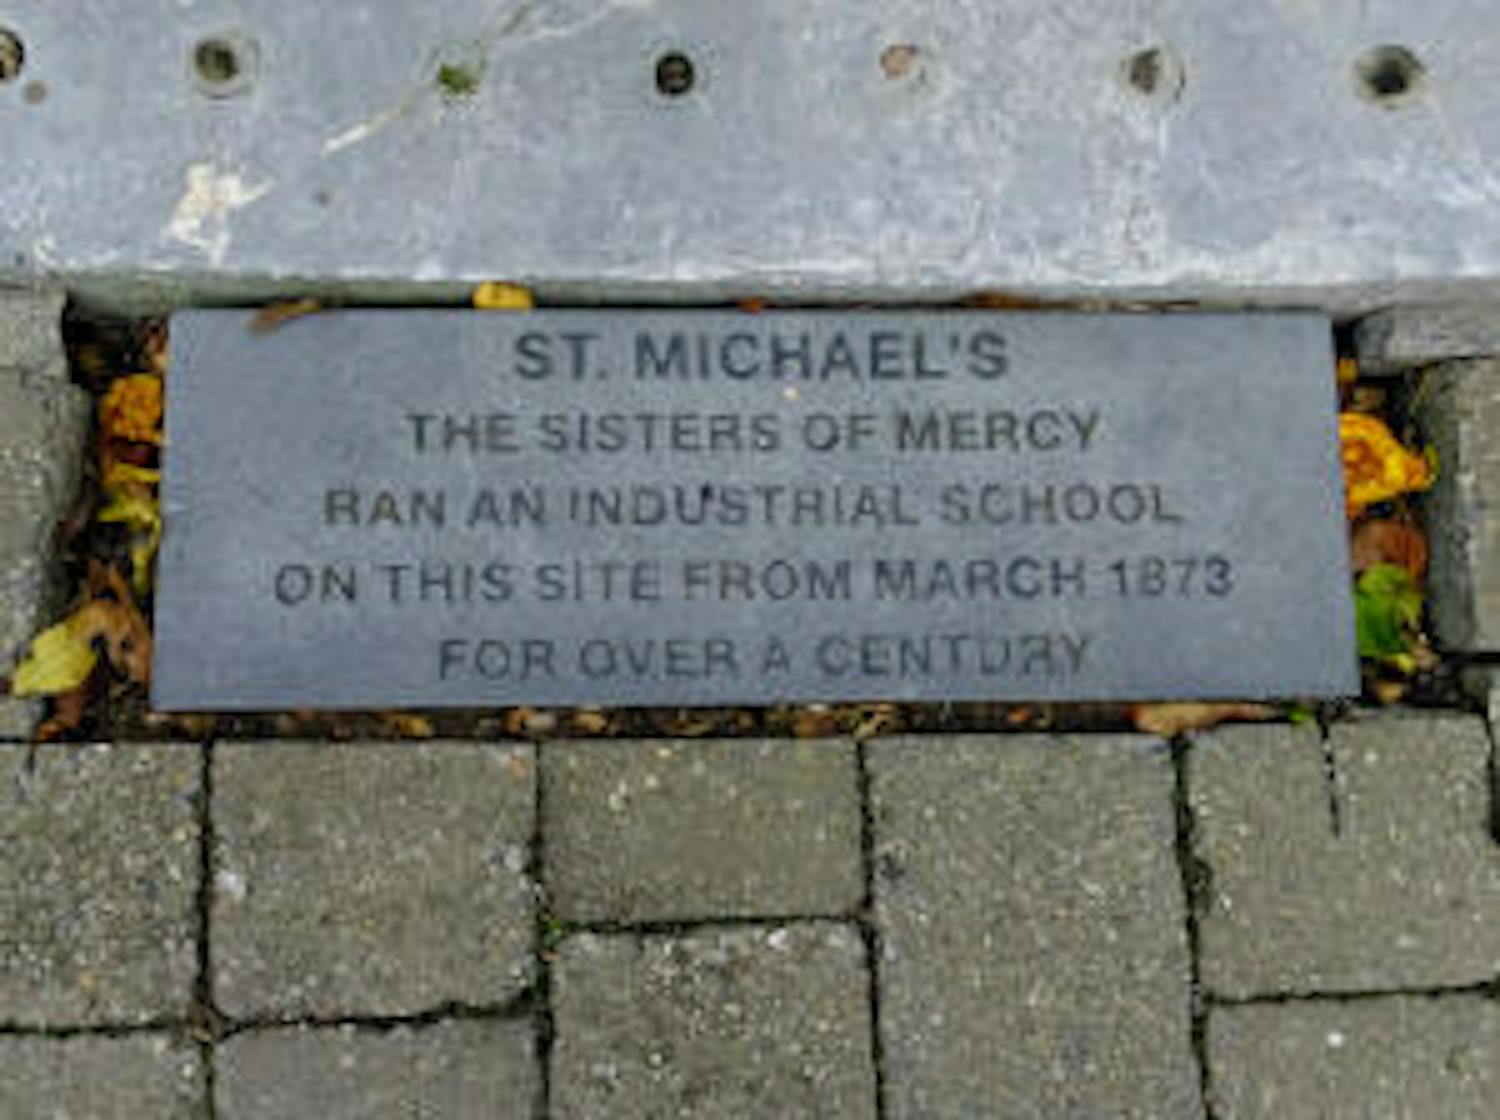 ST. MICHAEL'S
THE SISTERS OF MERCY
RAN AN INDUSTRIAL SCHOOL
ON THIS SITE FROM MARCH 1873
FOR OVER A CENTURY